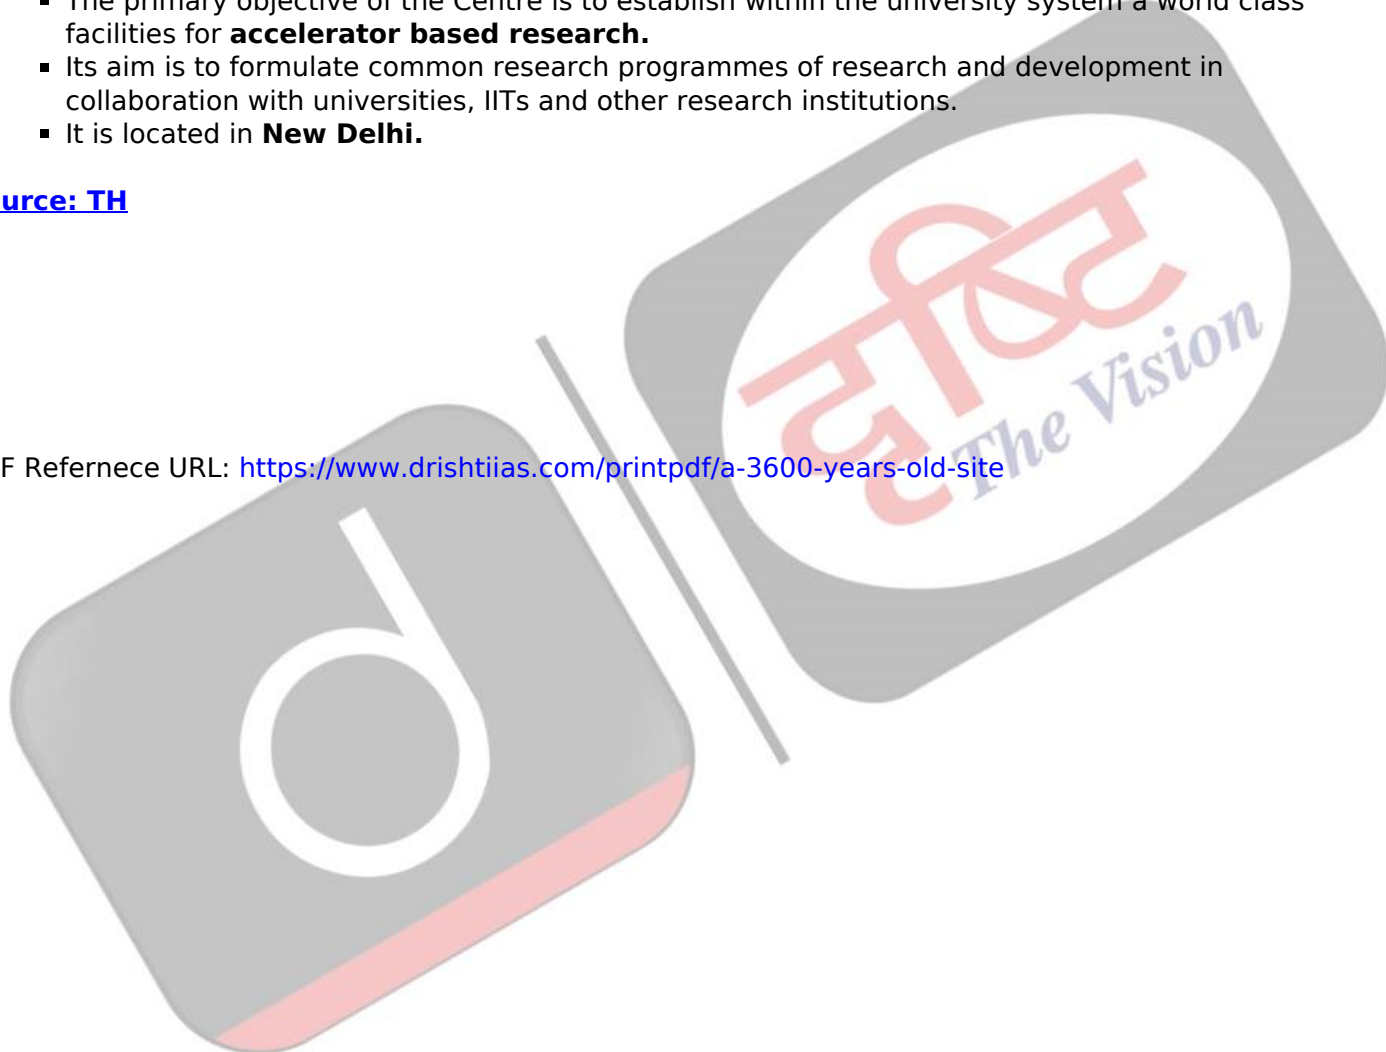 The primary objective of the Centre is to establish within the university system a world class
facilities for accelerator based research.
Its aim is to formulate common research programmes of research and development in
collaboration with universities, IITs and other research institutions.
It is located in New Delhi.
urce: TH
दृष्टि
The Vision
F Refernece URL: https://www.drishtiias.com/printpdf/a-3600-years-old-site
d